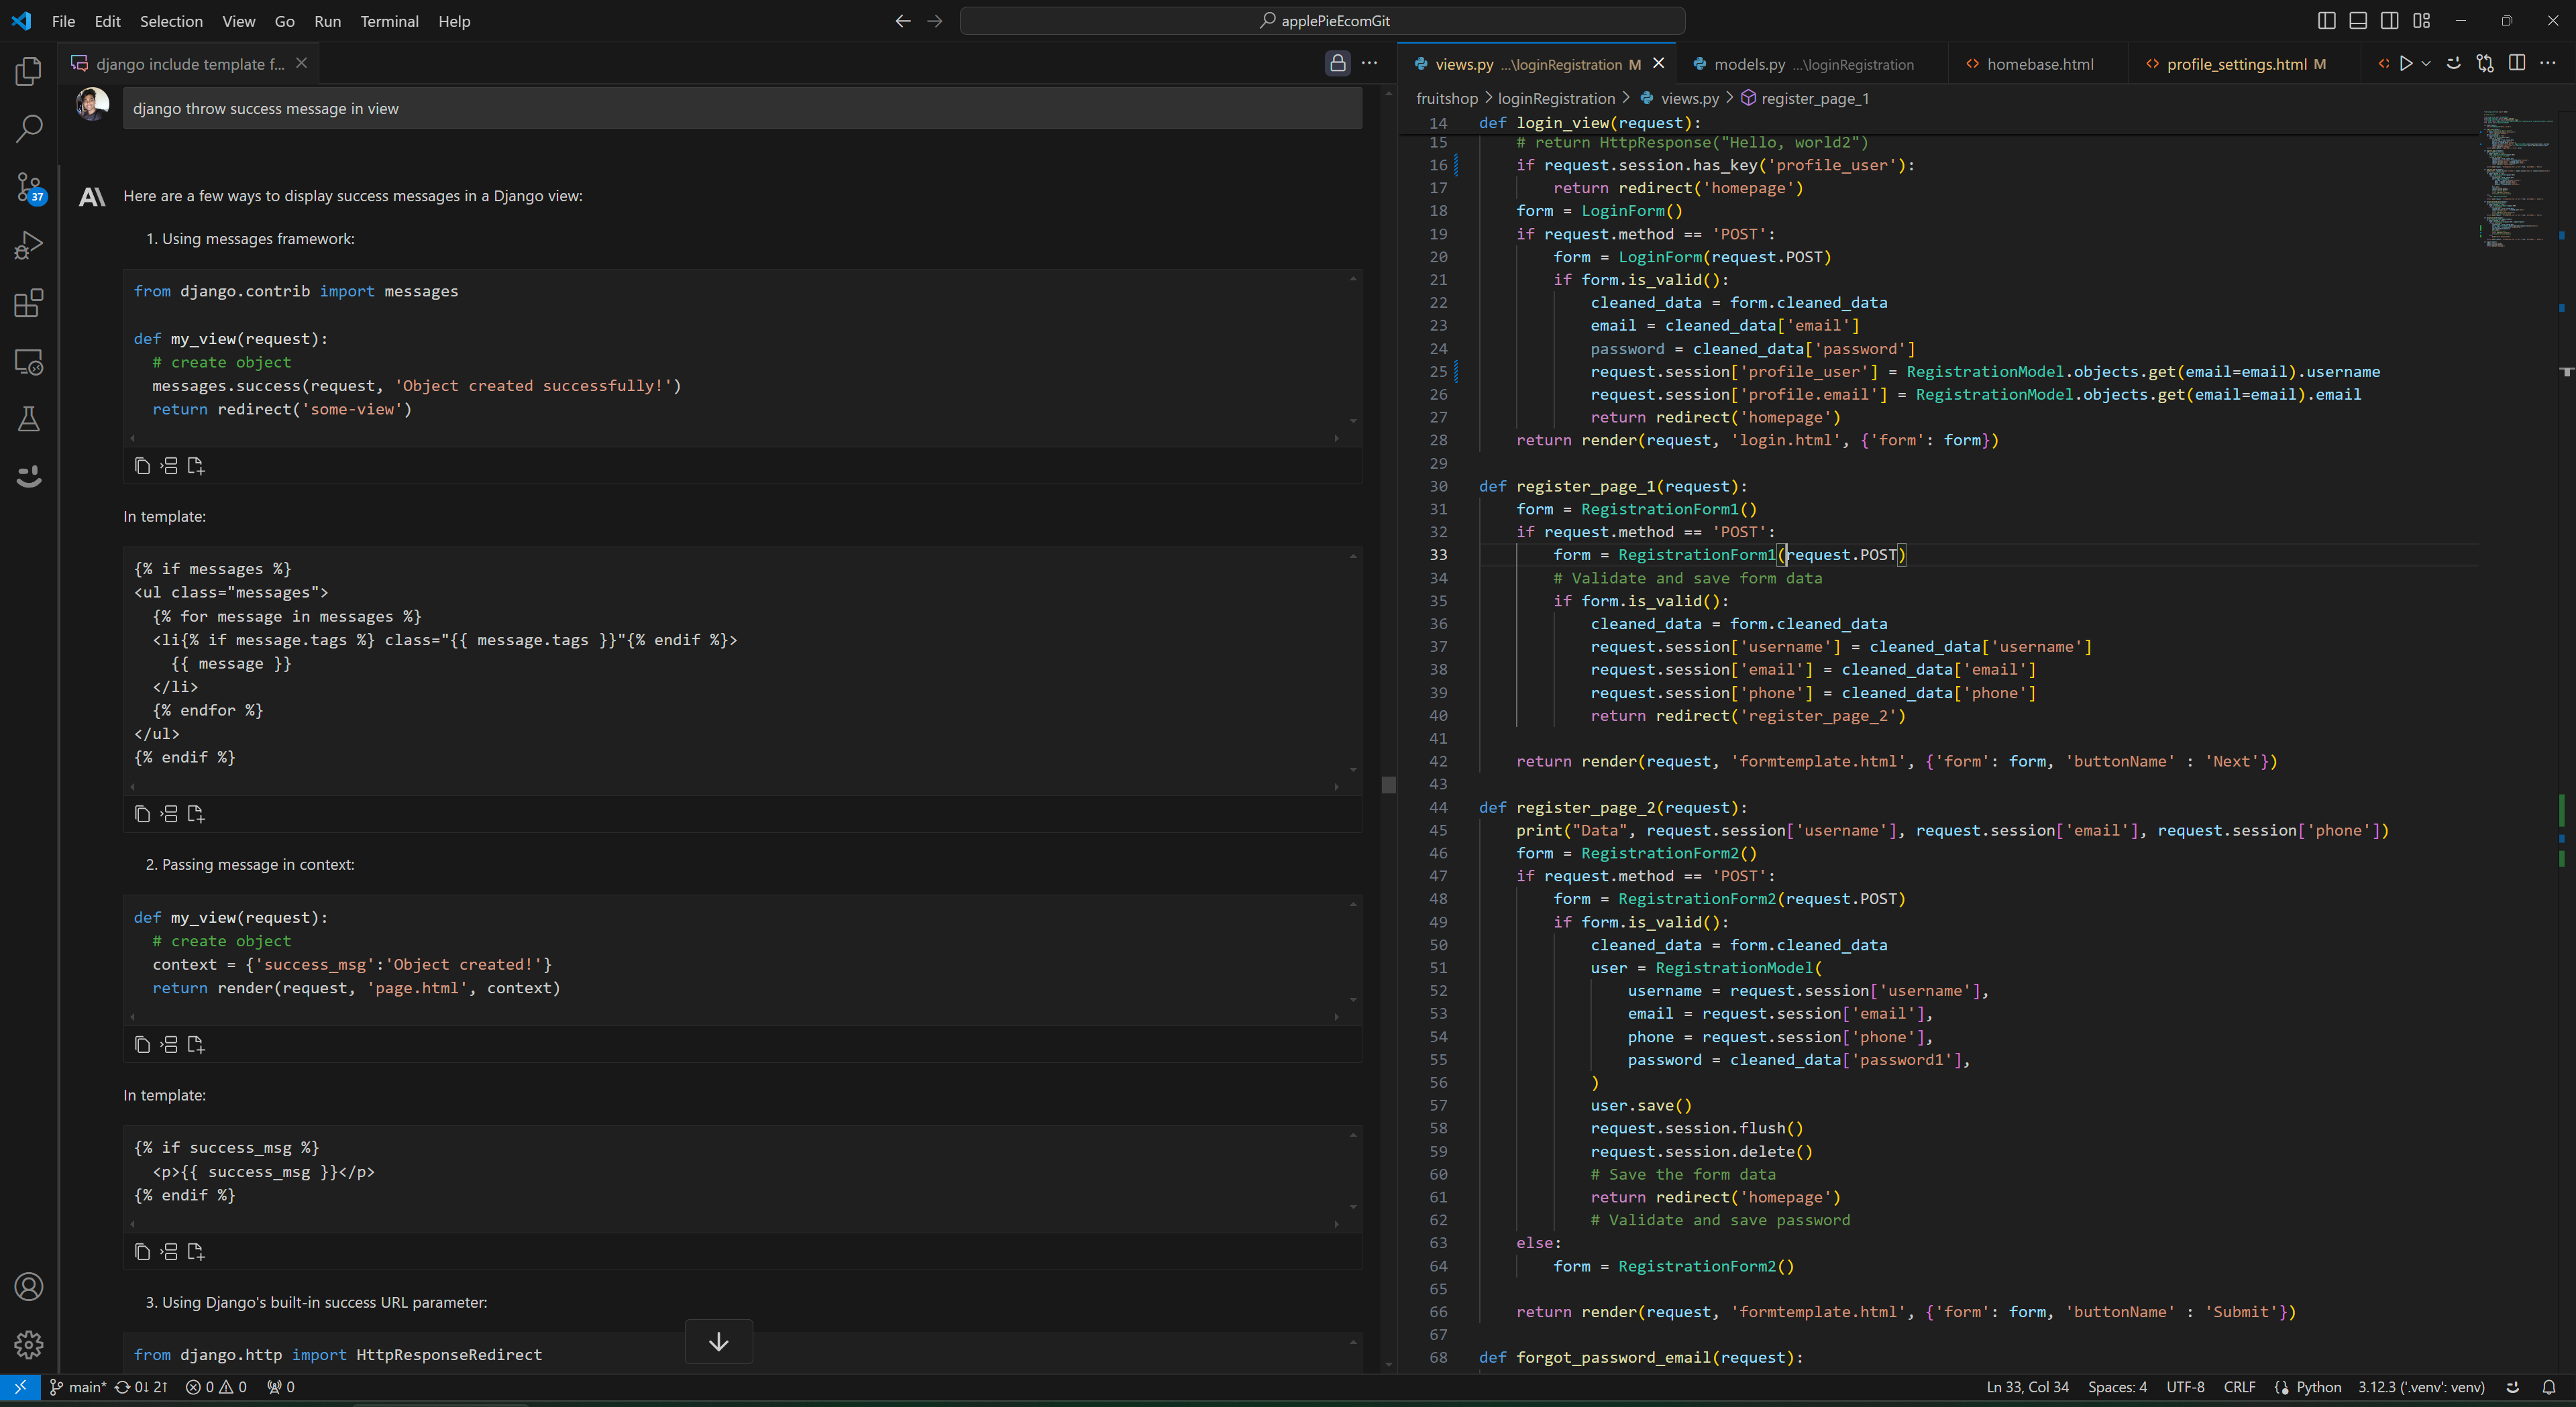 File Edit Selection View Go Run Terminal Help
applePieEcomGit
django include template f...
django throw success message in view
37
Here are a few ways to display success messages in a Django view:
1. Using messages framework:
from django.contrib import messages
def my_view(request):
# create object
messages.success(request, 'Object created successfully!')
return redirect('some-view')
In template:
{% if messages %}
<ul class="messages">
{% for message in messages %}
<li{% if message.tags %} class="{{ message.tags }}"{% endif %}>
{{ message }}
</li>
{% endfor %}
</ul>
{% endif %}
2. Passing message in context:
def my_view(request):
# create object
context = {'success_msg':'Object created!'}
return render(request, 'page.html', context)
In template:
{% if success_msg %}
<p>{{ success_msg }}</p>
{% endif %}
3. Using Django's built-in success URL parameter:
from django.http import HttpResponseRedirect
views.py ...\loginRegistration M models.py ...\loginRegistration homebase.html profile_settings.html M
fruitshop > loginRegistration > views.py > register_page_1
14 def login_view(request):
15 # return HttpResponse("Hello, world2")
16 if request.session.has_key('profile_user'):
17 return redirect('homepage')
18 form = LoginForm()
19 if request.method == 'POST':
20 form = LoginForm(request.POST)
21 if form.is_valid():
22 cleaned_data = form.cleaned_data
23 email = cleaned_data['email']
24 password = cleaned_data['password']
25 request.session['profile_user'] = RegistrationModel.objects.get(email=email).username
26 request.session['profile.email'] = RegistrationModel.objects.get(email=email).email
27 return redirect('homepage')
28 return render(request, 'login.html', {'form': form})
29
30 def register_page_1(request):
31 form = RegistrationForm1()
32 if request.method == 'POST':
33 form = RegistrationForm1(request.POST)
34 # Validate and save form data
35 if form.is_valid():
36 cleaned_data = form.cleaned_data
37 request.session['username'] = cleaned_data['username']
38 request.session['email'] = cleaned_data['email']
39 request.session['phone'] = cleaned_data['phone']
40 return redirect('register_page_2')
41
42 return render(request, 'formtemplate.html', {'form': form, 'buttonName' : 'Next'})
43
44 def register_page_2(request):
45 print("Data", request.session['username'], request.session['email'], request.session['phone'])
46 form = RegistrationForm2()
47 if request.method == 'POST':
48 form = RegistrationForm2(request.POST)
49 if form.is_valid():
50 cleaned_data = form.cleaned_data
51 user = RegistrationModel(
52 username = request.session['username'],
53 email = request.session['email'],
54 phone = request.session['phone'],
55 password = cleaned_data['password1'],
56 )
57 user.save()
58 request.session.flush()
59 request.session.delete()
60 # Save the form data
61 return redirect('homepage')
62 # Validate and save password
63 else:
64 form = RegistrationForm2()
65
66 return render(request, 'formtemplate.html', {'form': form, 'buttonName' : 'Submit'})
67
68 def forgot_password_email(request):
main* 0↓ 2↑ 0 0 0
Ln 33, Col 34 Spaces: 4 UTF-8 CRLF Python 3.12.3 ('.venv': venv)